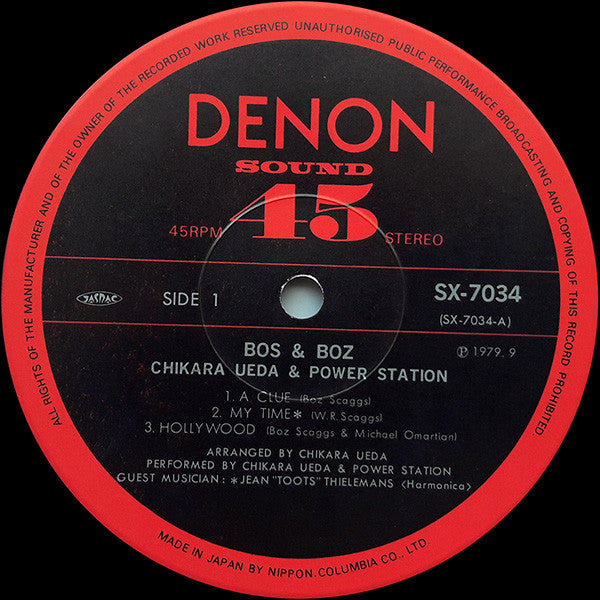 ALL RIGHTS OF THE MANUFACTURER AND OF THE OWNER OF THE RECORDED WORK RESERVED UNAUTHORISED PUBLIC PERFORMANCE BROADCASTING AND COPYING OF THIS RECORD PROHIBITED
DENON
SOUND
45
45RPM STEREO
JASRAC
SIDE 1
SX-7034
(SX-7034-A)
BOS & BOZ
Ⓟ 1979. 9
CHIKARA UEDA & POWER STATION
1. A CLUE (Boz Scaggs)
2. MY TIME* (W.R.Scaggs)
3. HOLLYWOOD (Boz Scaggs & Michael Omartian)
ARRANGED BY CHIKARA UEDA
PERFORMED BY CHIKARA UEDA & POWER STATION
GUEST MUSICIAN : *JEAN "TOOTS" THIELEMANS (Harmonica)
MADE IN JAPAN BY NIPPON COLUMBIA CO., LTD.